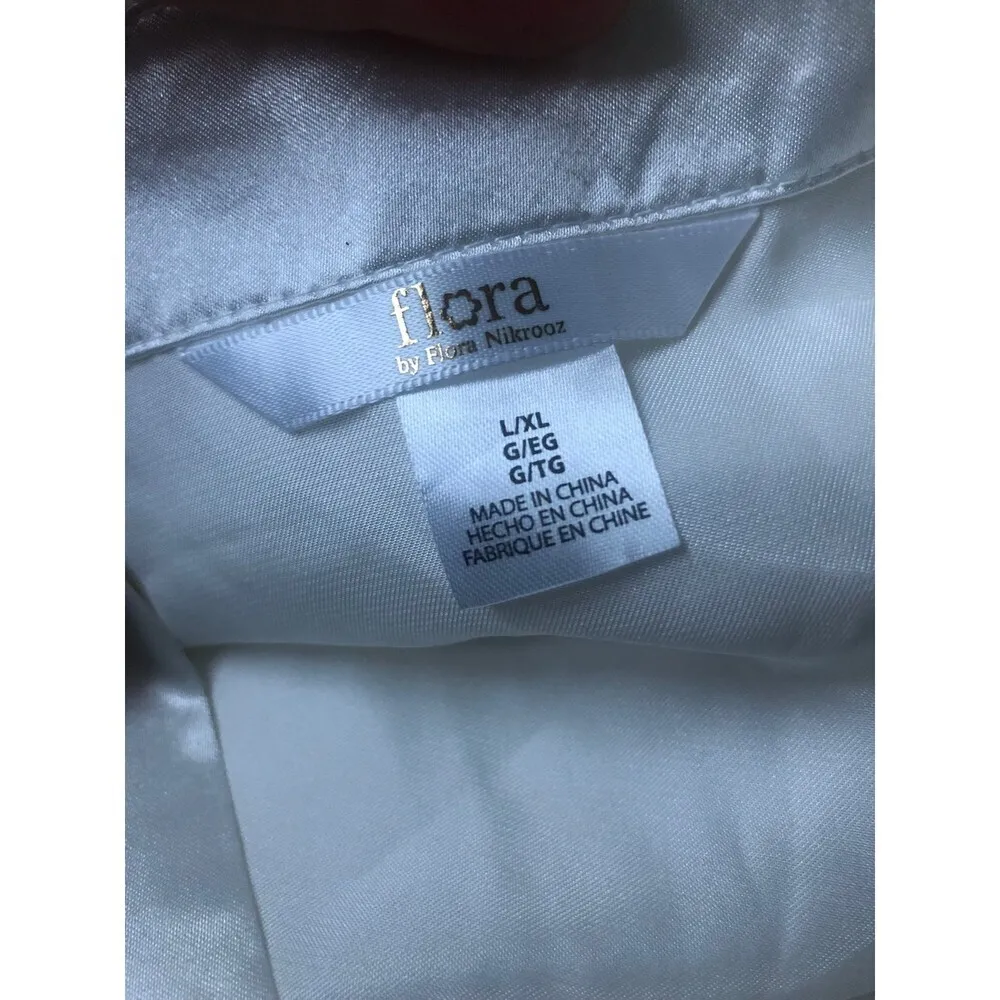 flora
by Flora Nikrooz
L/XL
G/EG
G/TG
MADE IN CHINA
HECHO EN CHINA
FABRIQUE EN CHINE